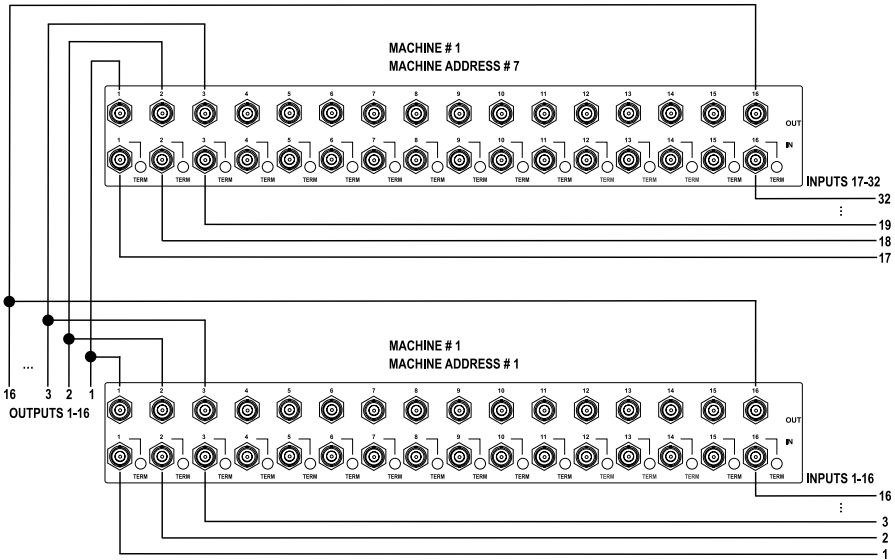 MACHINE # 1
MACHINE ADDRESS # 7
1 2 3 4 5 6 7 8 9 10 11 12 13 14 15 16
OUT
1 2 3 4 5 6 7 8 9 10 11 12 13 14 15 16
IN
TERM TERM TERM TERM TERM TERM TERM TERM TERM TERM TERM TERM TERM TERM TERM TERM
INPUTS 17-32
32
⋮
19
18
17
MACHINE # 1
MACHINE ADDRESS # 1
16 ... 3 2 1
OUTPUTS 1-16
1 2 3 4 5 6 7 8 9 10 11 12 13 14 15 16
OUT
1 2 3 4 5 6 7 8 9 10 11 12 13 14 15 16
IN
TERM TERM TERM TERM TERM TERM TERM TERM TERM TERM TERM TERM TERM TERM TERM TERM
INPUTS 1-16
16
⋮
3
2
1